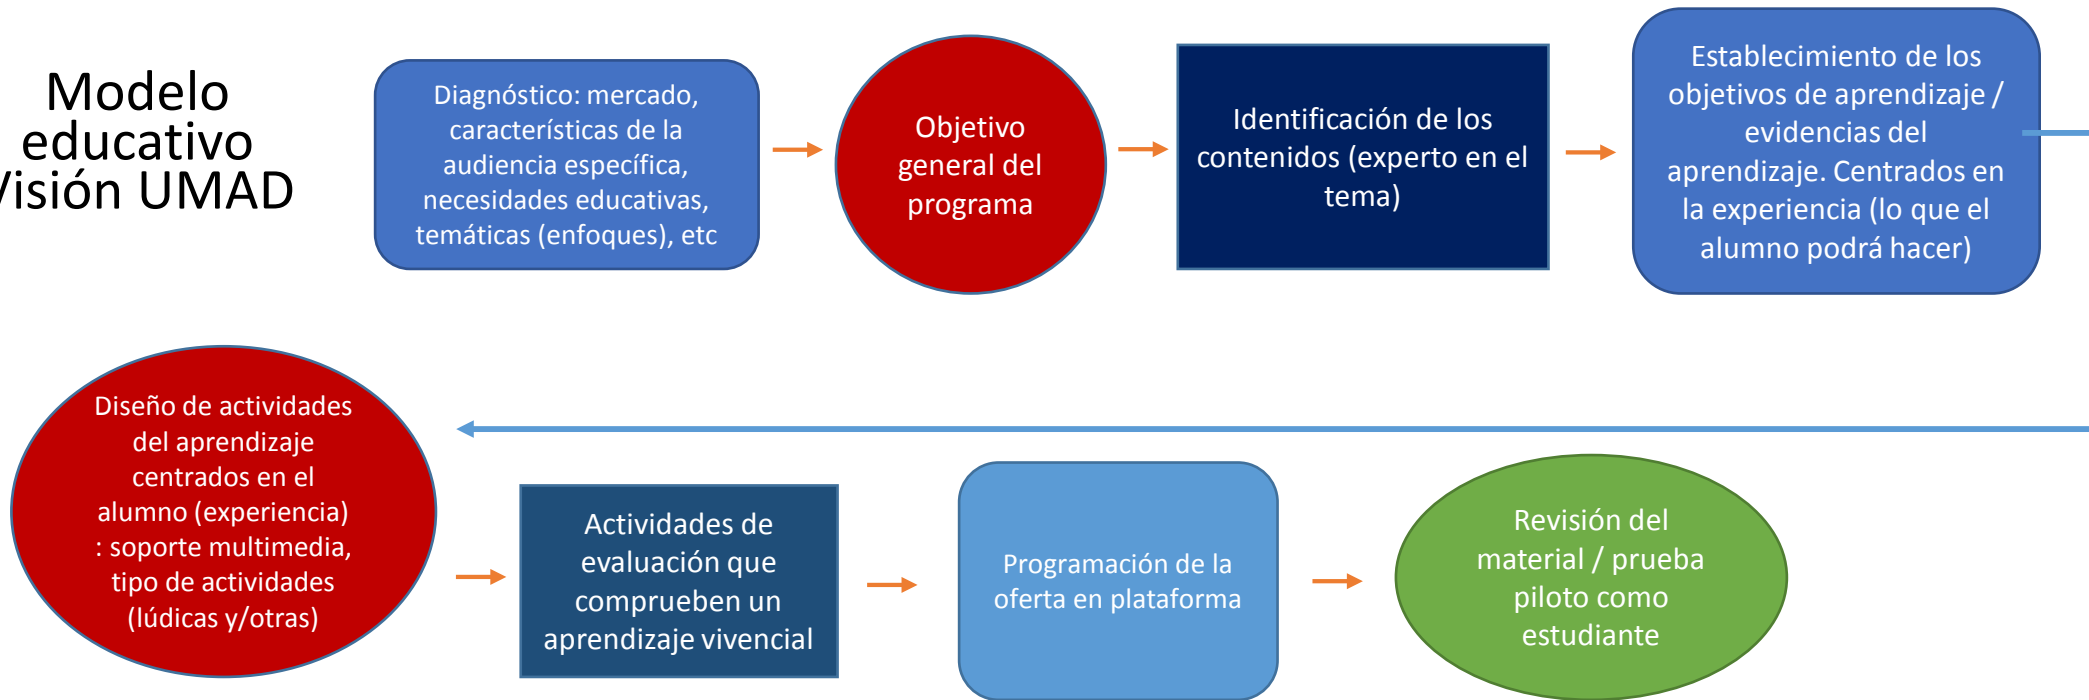 Modelo
educativo
Visión UMAD
Diagnóstico: mercado,
características de la
audiencia específica,
necesidades educativas,
temáticas (enfoques), etc
Objetivo
general del
programa
Identificación de los
contenidos (experto en el
tema)
Establecimiento de los
objetivos de aprendizaje /
evidencias del
aprendizaje. Centrados en
la experiencia (lo que el
alumno podrá hacer)
Diseño de actividades
del aprendizaje
centrados en el
alumno (experiencia)
: soporte multimedia,
tipo de actividades
(lúdicas y/otras)
Actividades de
evaluación que
comprueben un
aprendizaje vivencial
Programación de la
oferta en plataforma
Revisión del
material / prueba
piloto como
estudiante